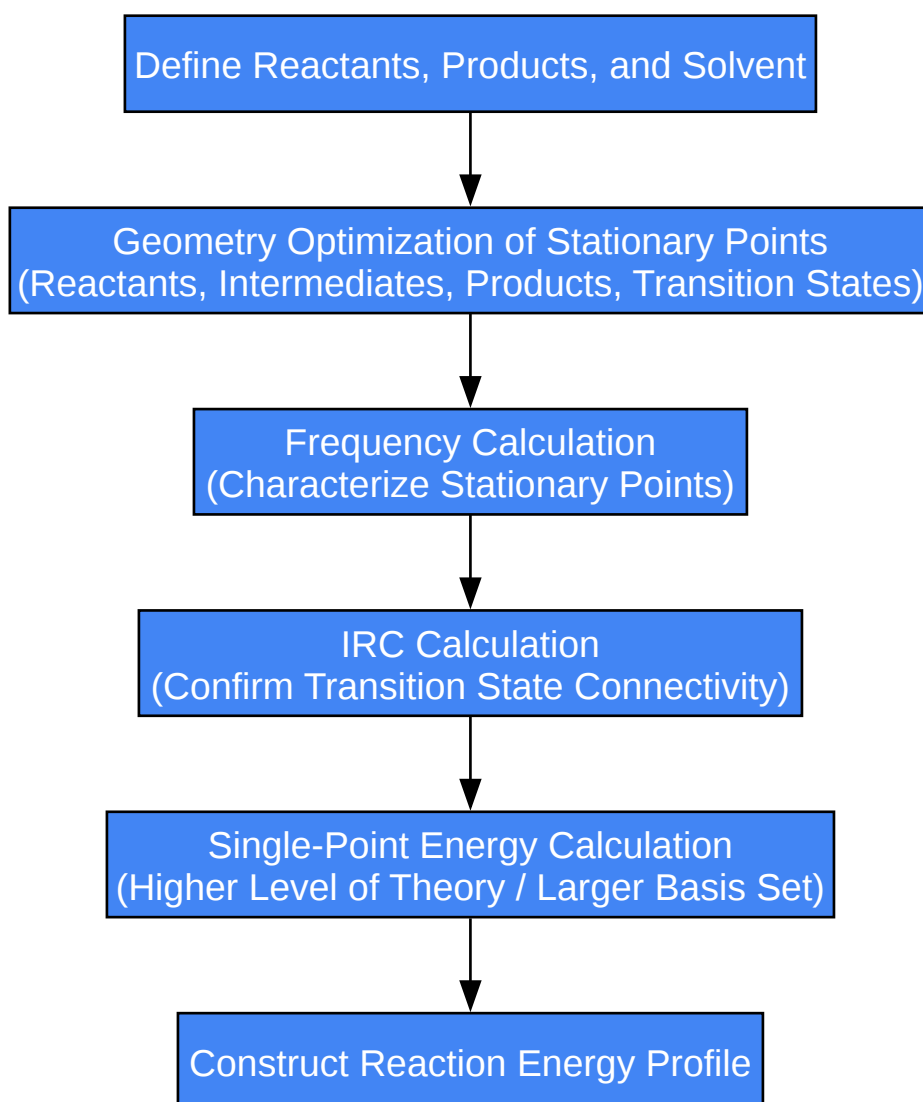 Define Reactants, Products, and Solvent
Geometry Optimization of Stationary Points
(Reactants, Intermediates, Products, Transition States)
Frequency Calculation
(Characterize Stationary Points)
IRC Calculation
(Confirm Transition State Connectivity)
Single-Point Energy Calculation
(Higher Level of Theory / Larger Basis Set)
Construct Reaction Energy Profile